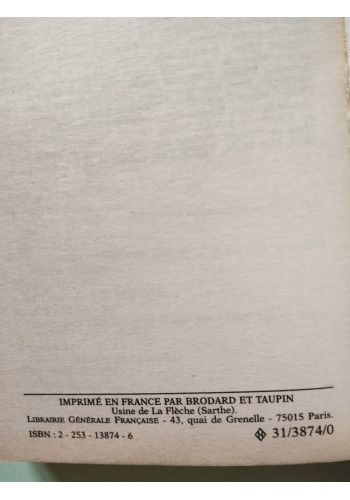 IMPRIMÉ EN FRANCE PAR BRODARD ET TAUPIN
Usine de La Flèche (Sarthe).
LIBRAIRIE GÉNÉRALE FRANÇAISE - 43, quai de Grenelle - 75015 Paris.
ISBN : 2 - 253 - 13874 - 6 31/3874/0